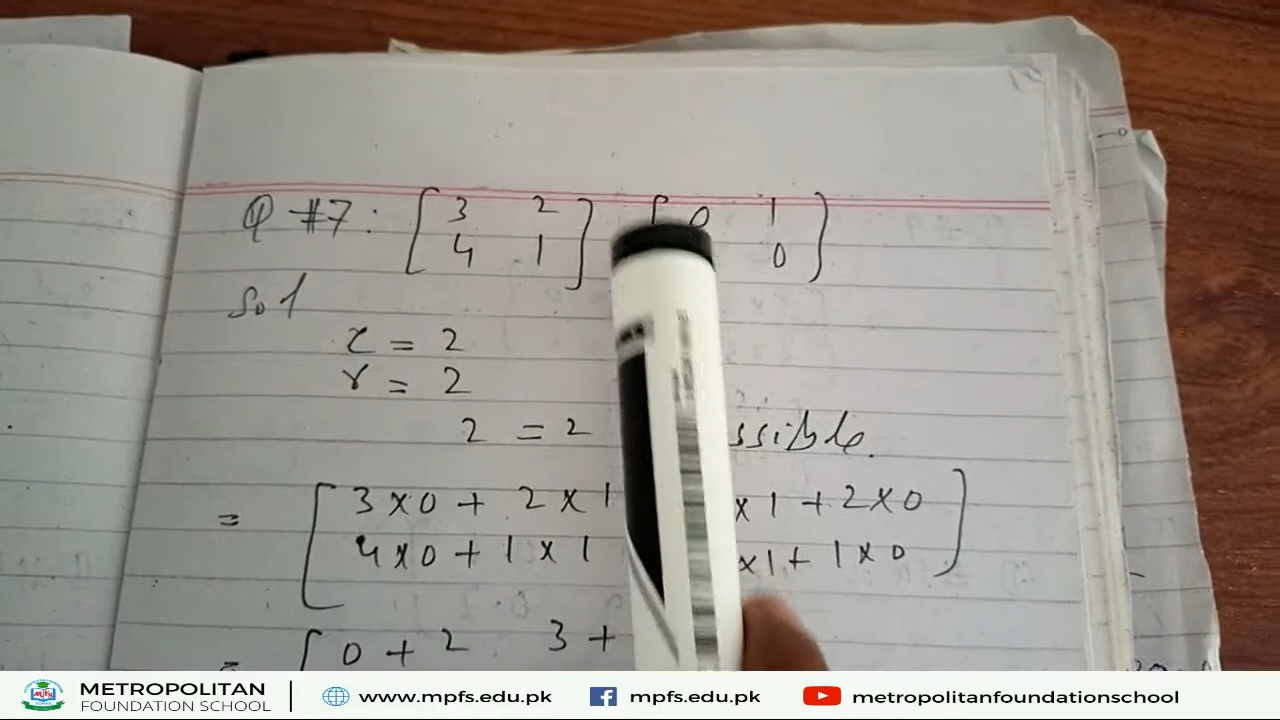 Q #7: [ 3 2 ] [ 0 1 ]
[ 4 1 ] [ 0 ]
Sol
c = 2
r = 2
2 = 2 ssible.
= [ 3 x 0 + 2 x 1 x 1 + 2 x 0 ]
[ 4 x 0 + 1 x 1 x 1 + 1 x 0 ]
= [ 0 + 2 3 +
MPFS
METROPOLITAN
FOUNDATION SCHOOL
www.mpfs.edu.pk
mpfs.edu.pk
metropolitanfoundationschool